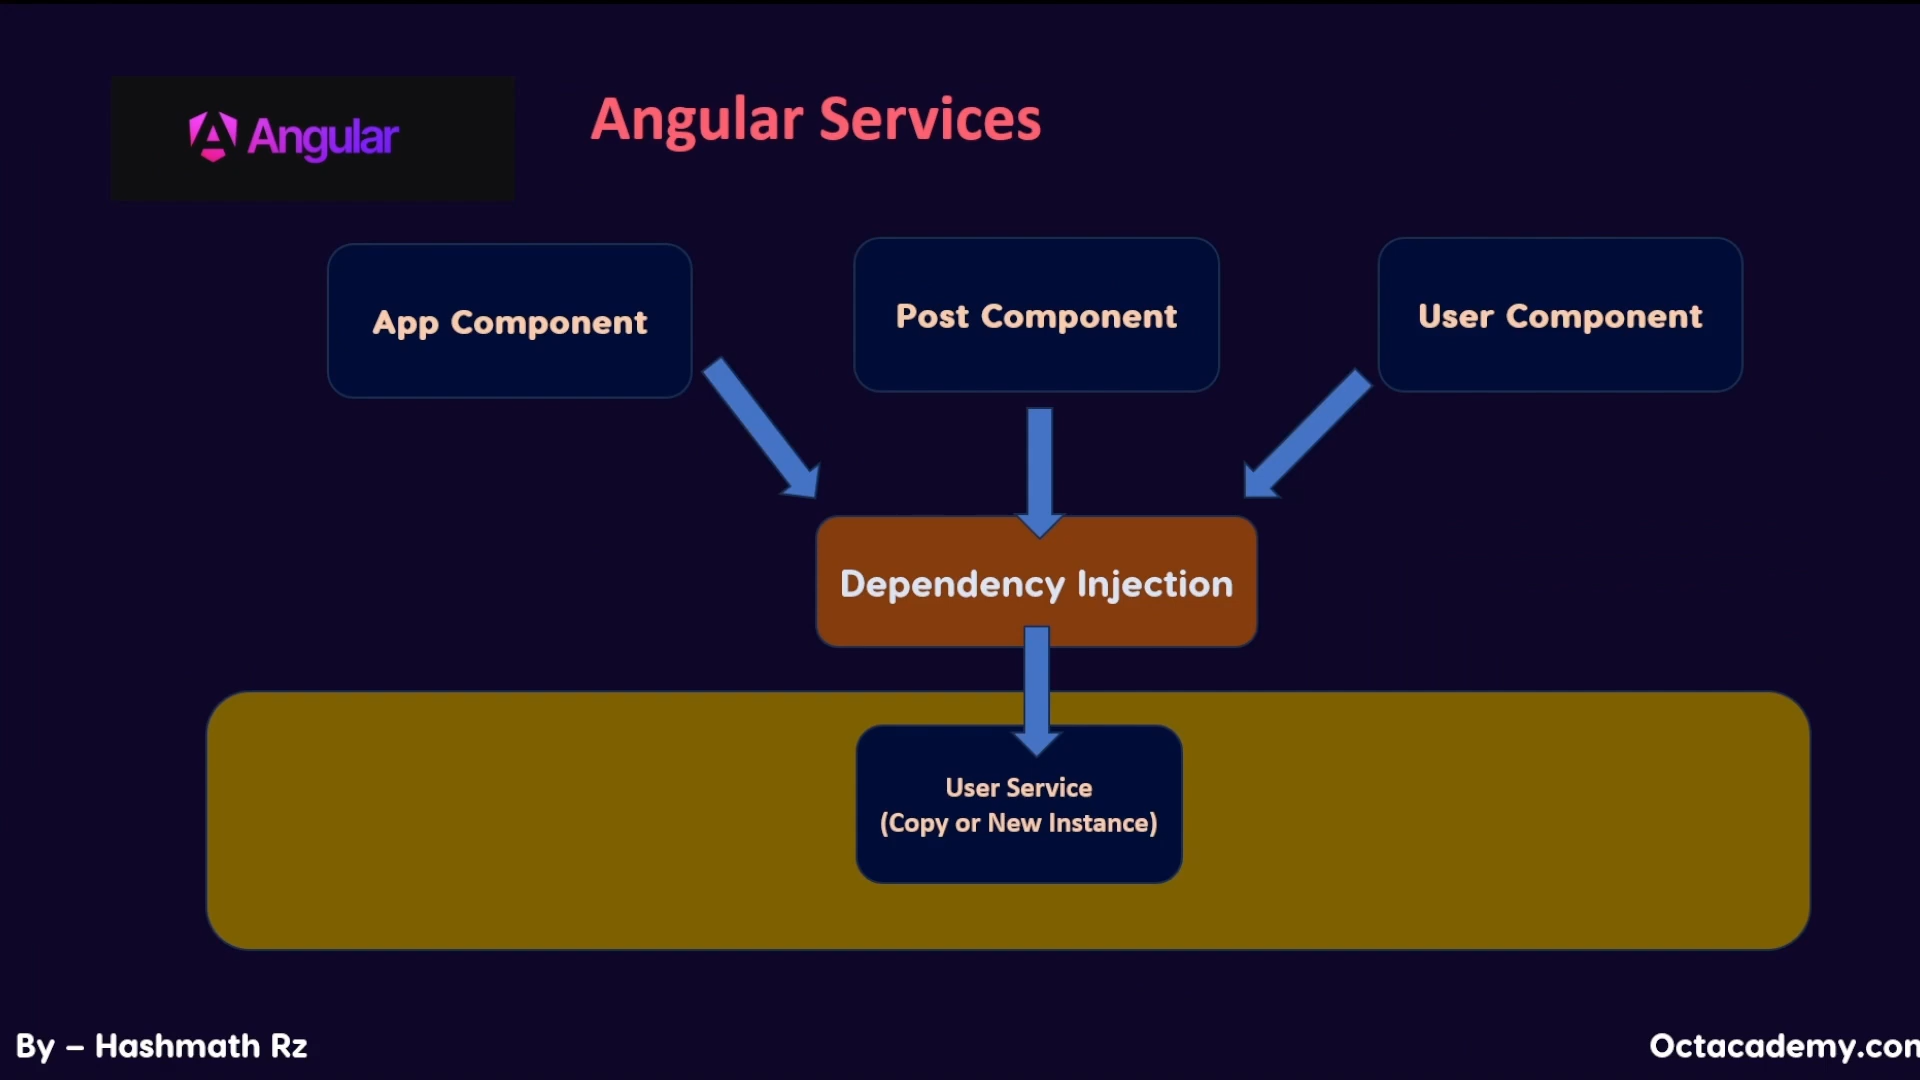 Angular
Angular Services
App Component
Post Component
User Component
Dependency Injection
User Service
(Copy or New Instance)
By – Hashmath Rz
Octacademy.com